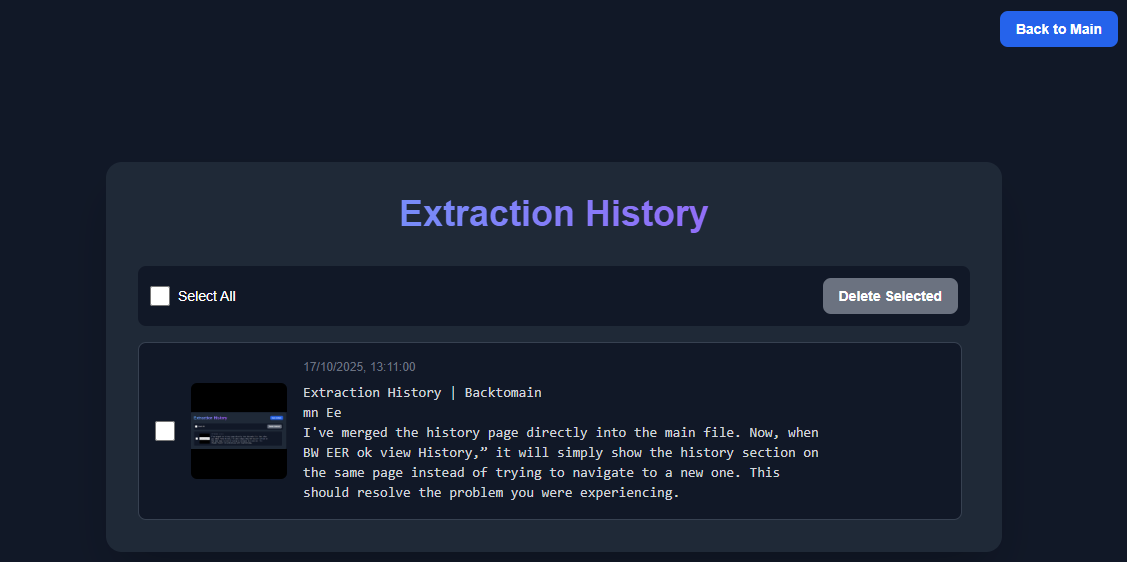 Back to Main
Extraction History
Select All
Delete Selected
17/10/2025, 13:11:00
Extraction History | Backtomain
mn Ee
I've merged the history page directly into the main file. Now, when
BW EER ok view History,” it will simply show the history section on
the same page instead of trying to navigate to a new one. This
should resolve the problem you were experiencing.